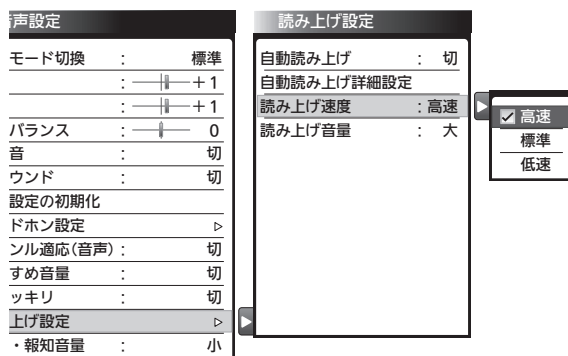 声設定
モード切換 : 標準
: +1
: +1
バランス : 0
音 : 切
ウンド : 切
設定の初期化
ドホン設定
ンル適応(音声) : 切
すめ音量 : 切
ッキリ : 切
上げ設定
・報知音量 : 小
読み上げ設定
自動読み上げ : 切
自動読み上げ詳細設定
読み上げ速度 : 高速
読み上げ音量 : 大
高速
標準
低速